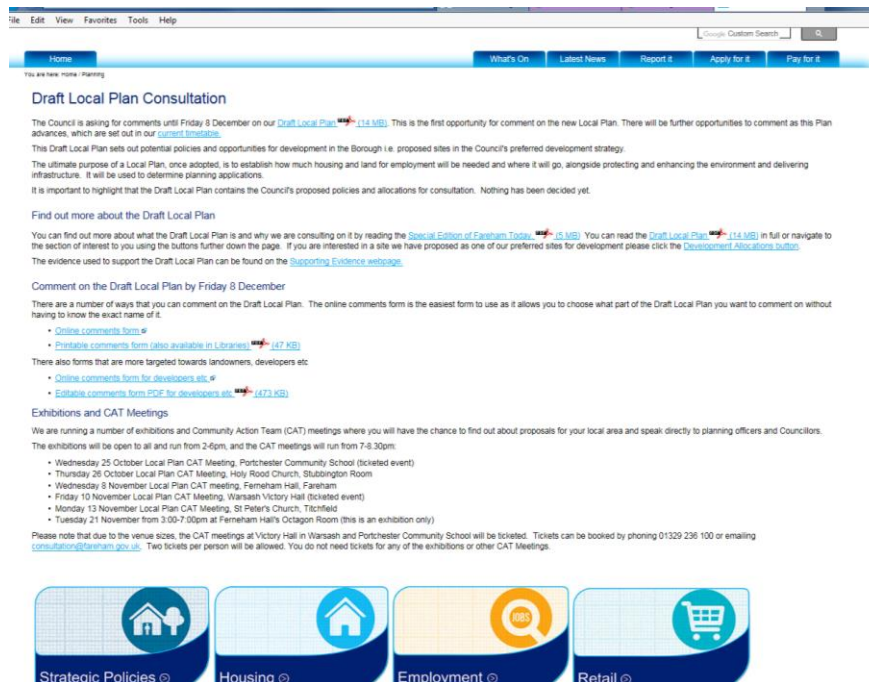 File Edit View Favorites Tools Help
Google Custom Search
Home What's On Latest News Report it Apply for it Pay for it
You are here: Home / Planning
Draft Local Plan Consultation
The Council is asking for comments until Friday 8 December on our Draft Local Plan (14 MB). This is the first opportunity for comment on the new Local Plan. There will be further opportunities to comment as this Plan
advances, which are set out in our current timetable.
This Draft Local Plan sets out potential policies and opportunities for development in the Borough i.e. proposed sites in the Council's preferred development strategy.
The ultimate purpose of a Local Plan, once adopted, is to establish how much housing and land for employment will be needed and where it will go, alongside protecting and enhancing the environment and delivering
infrastructure. It will be used to determine planning applications.
It is important to highlight that the Draft Local Plan contains the Council's proposed policies and allocations for consultation. Nothing has been decided yet.
Find out more about the Draft Local Plan
You can find out more about what the Draft Local Plan is and why we are consulting on it by reading the Special Edition of Fareham Today. (5 MB) You can read the Draft Local Plan (14 MB) in full or navigate to
the section of interest to you using the buttons further down the page. If you are interested in a site we have proposed as one of our preferred sites for development please click the Development Allocations button.
The evidence used to support the Draft Local Plan can be found on the Supporting Evidence webpage.
Comment on the Draft Local Plan by Friday 8 December
There are a number of ways that you can comment on the Draft Local Plan. The online comments form is the easiest form to use as it allows you to choose what part of the Draft Local Plan you want to comment on without
having to know the exact name of it.
• Online comments form
• Printable comments form (also available in Libraries) (47 KB)
There also forms that are more targeted towards landowners, developers etc
• Online comments form for developers etc
• Editable comments form PDF for developers etc (473 KB)
Exhibitions and CAT Meetings
We are running a number of exhibitions and Community Action Team (CAT) meetings where you will have the chance to find out about proposals for your local area and speak directly to planning officers and Councillors.
The exhibitions will be open to all and run from 2-6pm, and the CAT meetings will run from 7-8.30pm:
• Wednesday 25 October Local Plan CAT Meeting, Portchester Community School (ticketed event)
• Thursday 26 October Local Plan CAT Meeting, Holy Rood Church, Stubbington Room
• Wednesday 8 November Local Plan CAT meeting, Ferneham Hall, Fareham
• Friday 10 November Local Plan CAT Meeting, Warsash Victory Hall (ticketed event)
• Monday 13 November Local Plan CAT Meeting, St Peter's Church, Titchfield
• Tuesday 21 November from 3:00-7:00pm at Ferneham Hall's Octagon Room (this is an exhibition only)
Please note that due to the venue sizes, the CAT meetings at Victory Hall in Warsash and Portchester Community School will be ticketed. Tickets can be booked by phoning 01329 236 100 or emailing
consultation@fareham.gov.uk. Two tickets per person will be allowed. You do not need tickets for any of the exhibitions or other CAT Meetings.
JOBS
Strategic Policies Housing Employment Retail